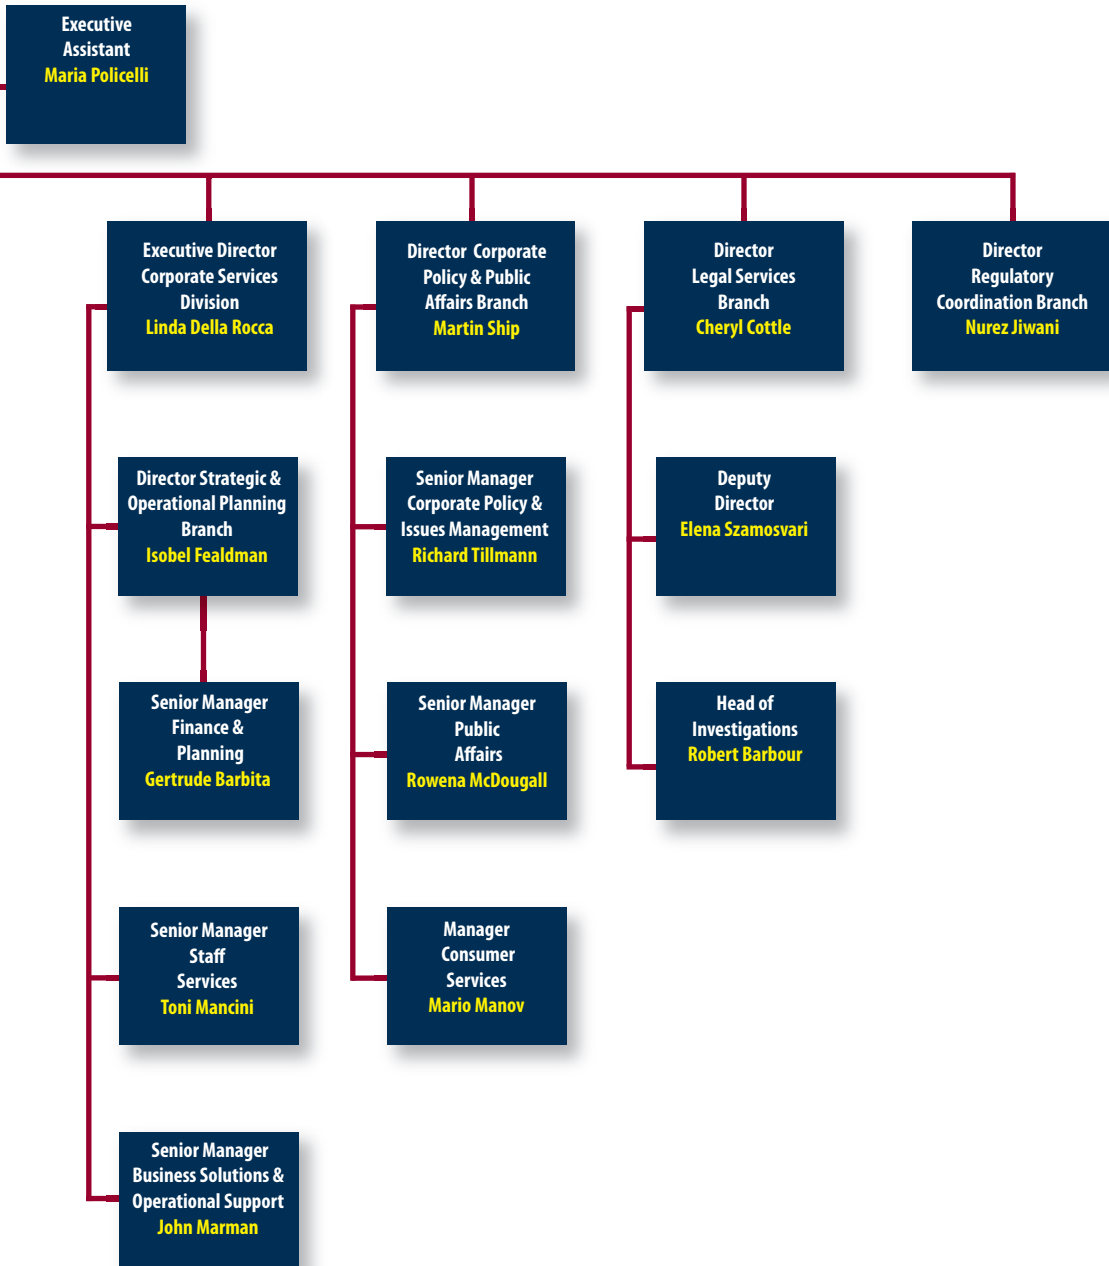 Executive
Assistant
Maria Policelli
Executive Director
Corporate Services
Division
Linda Della Rocca
Director Corporate
Policy & Public
Affairs Branch
Martin Ship
Director
Legal Services
Branch
Cheryl Cottle
Director
Regulatory
Coordination Branch
Nurez Jiwani
Director Strategic &
Operational Planning
Branch
Isobel Fealdman
Senior Manager
Corporate Policy &
Issues Management
Richard Tillmann
Deputy
Director
Elena Szamosvari
Senior Manager
Finance &
Planning
Gertrude Barbita
Senior Manager
Public
Affairs
Rowena McDougall
Head of
Investigations
Robert Barbour
Senior Manager
Staff
Services
Toni Mancini
Manager
Consumer
Services
Mario Manov
Senior Manager
Business Solutions &
Operational Support
John Marman